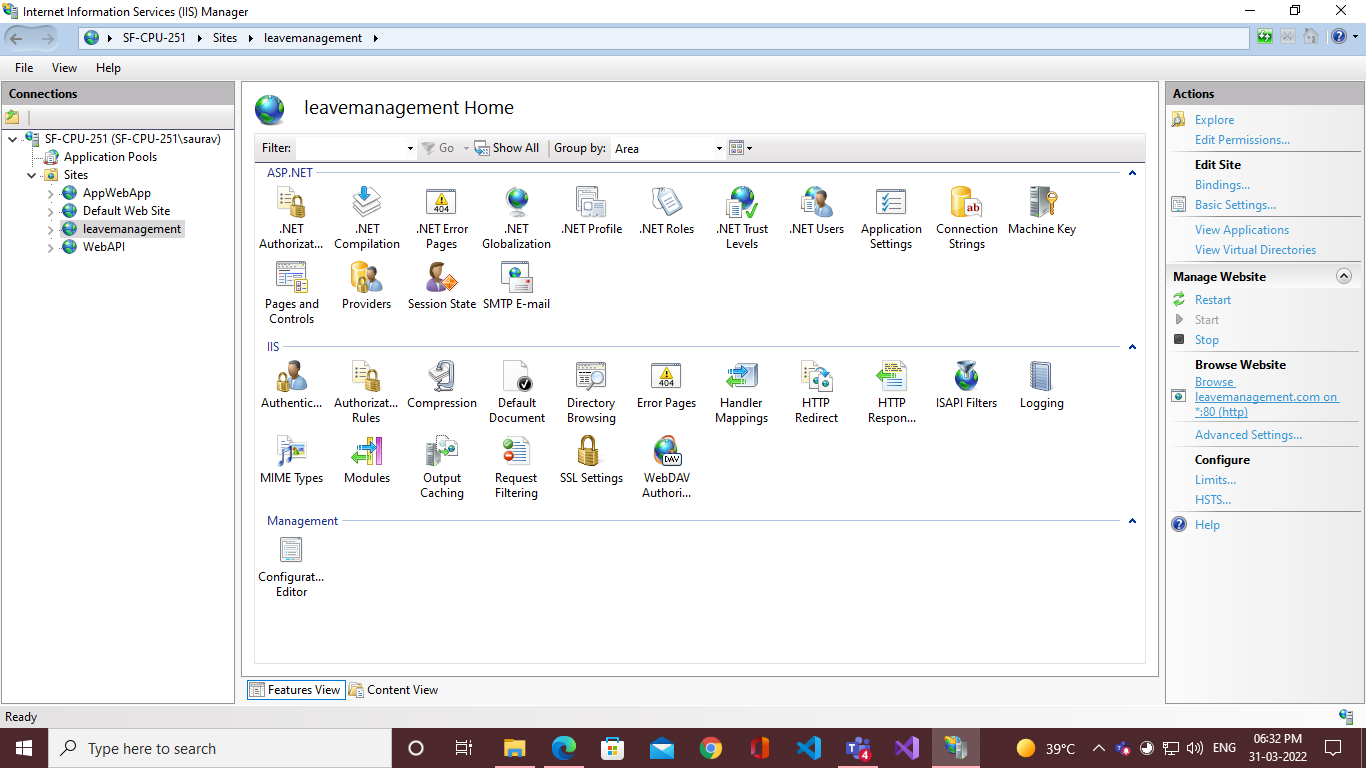 Internet Information Services (IIS) Manager
SF-CPU-251 Sites leavemanagement
File View Help
Connections
SF-CPU-251 (SF-CPU-251\saurav)
Application Pools
Sites
AppWebApp
Default Web Site
leavemanagement
WebAPI
leavemanagement Home
Filter: Go Show All Group by: Area
ASP.NET
.NET Authorizat...
.NET Compilation
.NET Error Pages
.NET Globalization
.NET Profile
.NET Roles
.NET Trust Levels
.NET Users
Application Settings
Connection Strings
Machine Key
Pages and Controls
Providers
Session State
SMTP E-mail
IIS
Authentic...
Authorizat... Rules
Compression
Default Document
Directory Browsing
Error Pages
Handler Mappings
HTTP Redirect
HTTP Respon...
ISAPI Filters
Logging
MIME Types
Modules
Output Caching
Request Filtering
SSL Settings
WebDAV Authori...
Management
Configurat... Editor
Features View Content View
Actions
Explore
Edit Permissions...
Edit Site
Bindings...
Basic Settings...
View Applications
View Virtual Directories
Manage Website
Restart
Start
Stop
Browse Website
Browse
leavemanagement.com on
*:80 (http)
Advanced Settings...
Configure
Limits...
HSTS...
Help
Ready
Type here to search
4
39°C
ENG
06:32 PM
31-03-2022